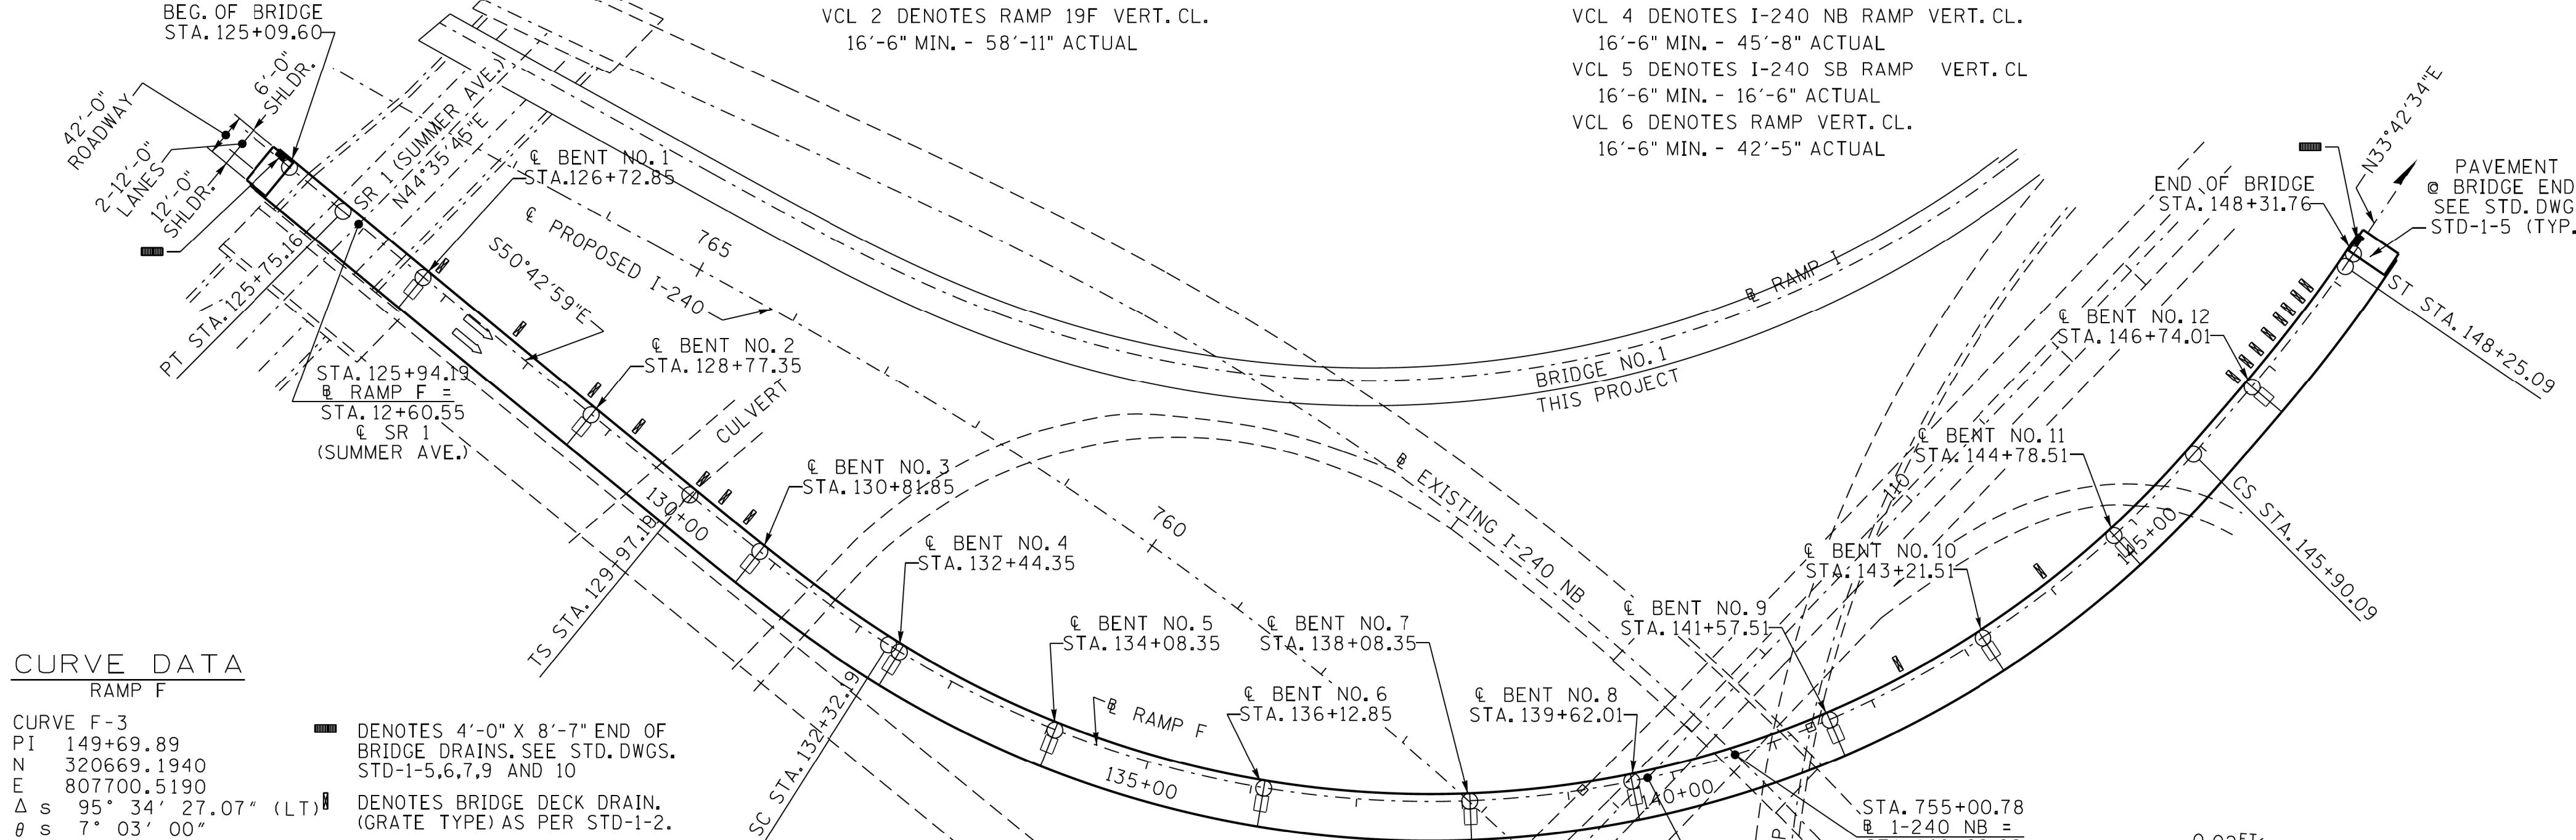 BEG. OF BRIDGE
STA. 125+09.60
VCL 2 DENOTES RAMP 19F VERT. CL.
16'-6" MIN. - 58'-11" ACTUAL
VCL 4 DENOTES I-240 NB RAMP VERT. CL.
16'-6" MIN. - 45'-8" ACTUAL
VCL 5 DENOTES I-240 SB RAMP VERT. CL
16'-6" MIN. - 16'-6" ACTUAL
VCL 6 DENOTES RAMP VERT. CL.
16'-6" MIN. - 42'-5" ACTUAL
42'-0"
ROADWAY
6'-0"
SHLDR.
2-12'-0"
LANES
12'-0"
SHLDR.
SR 1 (SUMMER AVE.)
N44°35'45"E
PT STA. 125+75.16
STA. 125+94.19
℄ RAMP F =
STA. 12+60.55
℄ SR 1
(SUMMER AVE.)
℄ BENT NO. 1
STA. 126+72.85
℄ PROPOSED I-240
765
S50°42'59"E
℄ BENT NO. 2
STA. 128+77.35
CULVERT
130+00
TS STA. 129+97.19
℄ BENT NO. 3
STA. 130+81.85
℄ BENT NO. 4
STA. 132+44.35
SC STA. 132+32.19
℄ BENT NO. 5
STA. 134+08.35
℄ RAMP F
135+00
℄ BENT NO. 6
STA. 136+12.85
℄ BENT NO. 7
STA. 138+08.35
760
℄ EXISTING I-240 NB
℄ RAMP I
BRIDGE NO. 1
THIS PROJECT
℄ BENT NO. 8
STA. 139+62.01
140+00
℄ BENT NO. 9
STA. 141+57.51
℄ BENT NO. 10
STA. 143+21.51
110
℄ BENT NO. 11
STA. 144+78.51
145+00
℄ BENT NO. 12
STA. 146+74.01
CS STA. 145+90.09
ST STA. 148+25.09
END OF BRIDGE
STA. 148+31.76
N33°42'34"E
PAVEMENT
@ BRIDGE END
SEE STD. DWG
STD-1-5 (TYP.
STA. 755+00.78
℄ 1-240 NB =
P
0.02FT
CURVE DATA
RAMP F
CURVE F-3
PI 149+69.89
N 320669.1940
E 807700.5190
Δ s 95° 34' 27.07" (LT)
θ s 7° 03' 00"
DENOTES 4'-0" X 8'-7" END OF
BRIDGE DRAINS. SEE STD. DWGS.
STD-1-5,6,7,9 AND 10
DENOTES BRIDGE DECK DRAIN.
(GRATE TYPE) AS PER STD-1-2.